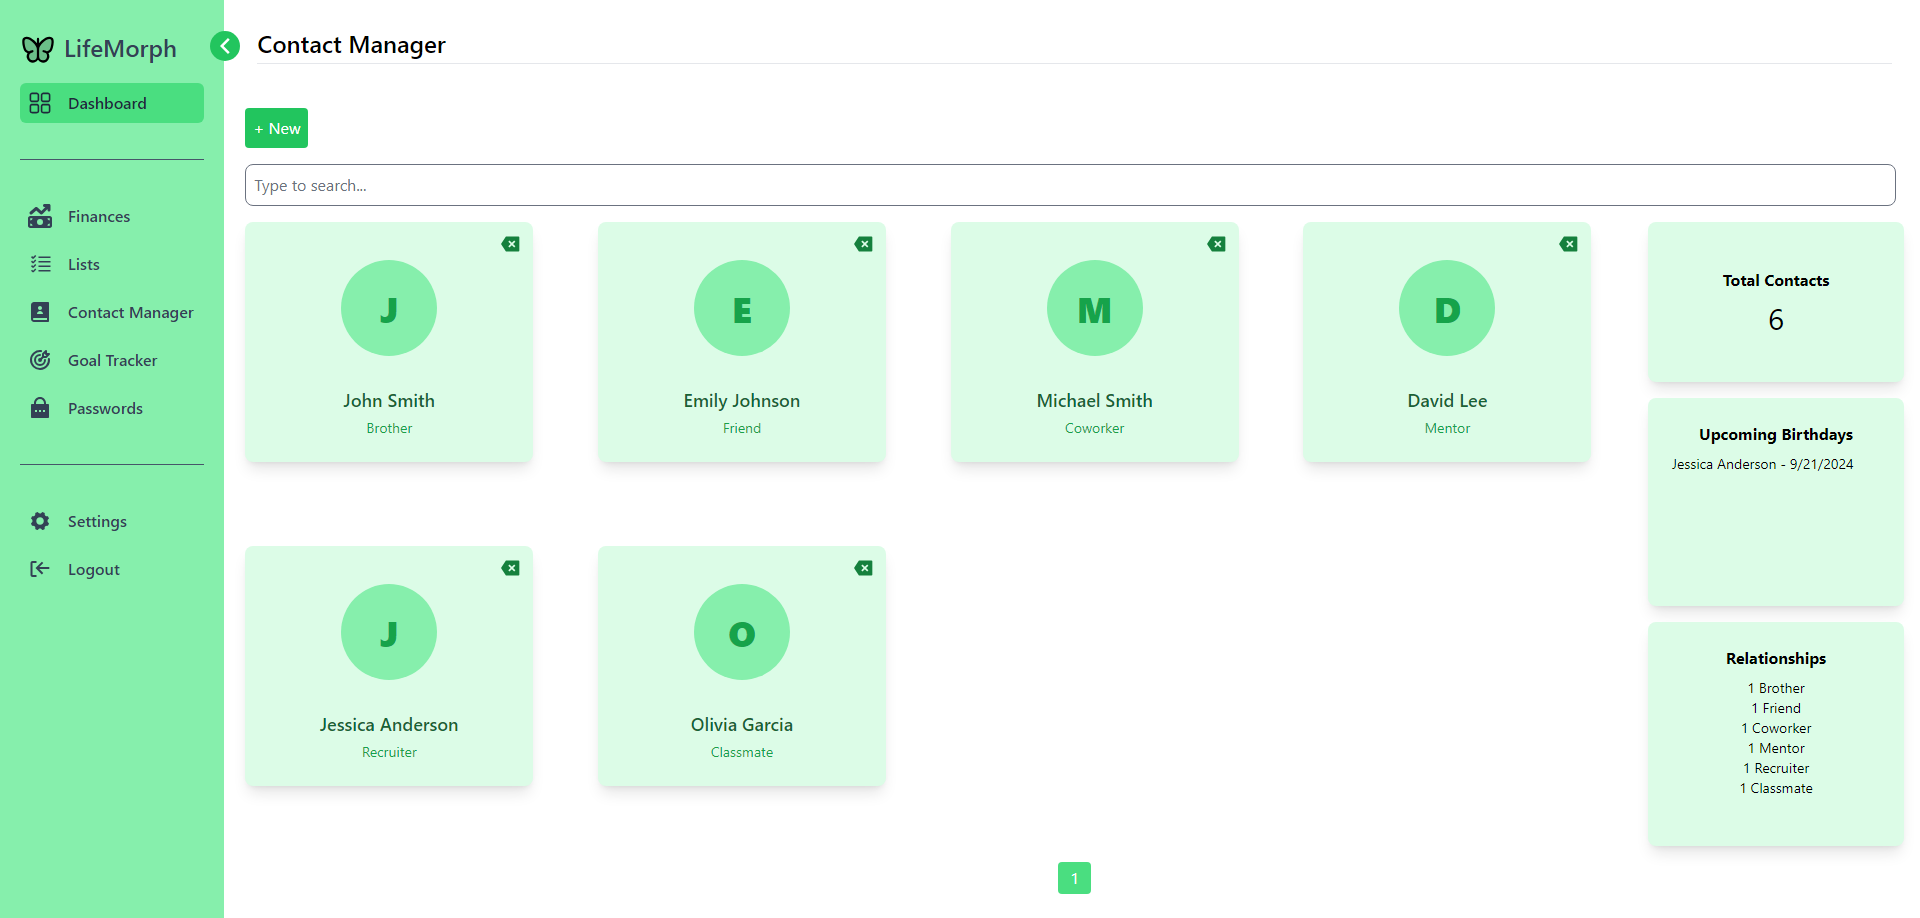 LifeMorph
Dashboard
Finances
Lists
Contact Manager
Goal Tracker
Passwords
Settings
Logout
Contact Manager
+ New
Type to search...
J
John Smith
Brother
E
Emily Johnson
Friend
M
Michael Smith
Coworker
D
David Lee
Mentor
J
Jessica Anderson
Recruiter
O
Olivia Garcia
Classmate
1
Total Contacts
6
Upcoming Birthdays
Jessica Anderson - 9/21/2024
Relationships
1 Brother
1 Friend
1 Coworker
1 Mentor
1 Recruiter
1 Classmate